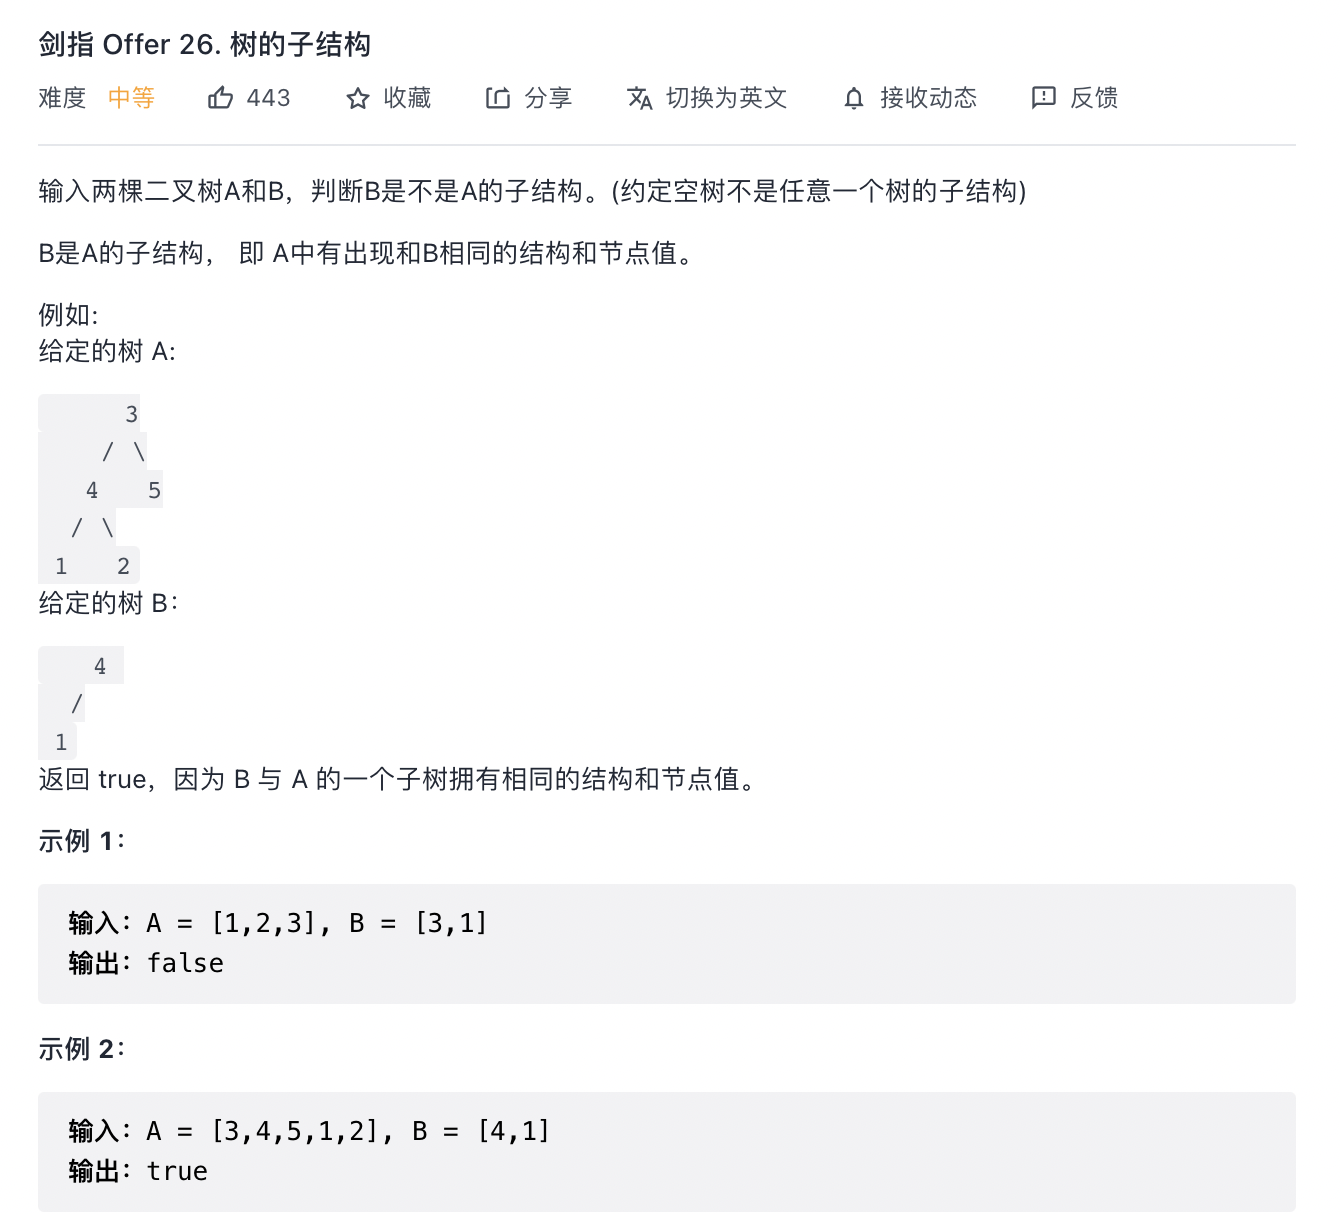 剑指 Offer 26. 树的子结构
难度 中等 443 收藏 分享 切换为英文 接收动态 反馈
输入两棵二叉树A和B，判断B是不是A的子结构。(约定空树不是任意一个树的子结构)
B是A的子结构， 即 A中有出现和B相同的结构和节点值。
例如:
给定的树 A:
3
/ \
4 5
/ \
1 2
给定的树 B：
4
/
1
返回 true，因为 B 与 A 的一个子树拥有相同的结构和节点值。
示例 1：
输入：A = [1,2,3], B = [3,1]
输出：false
示例 2：
输入：A = [3,4,5,1,2], B = [4,1]
输出：true